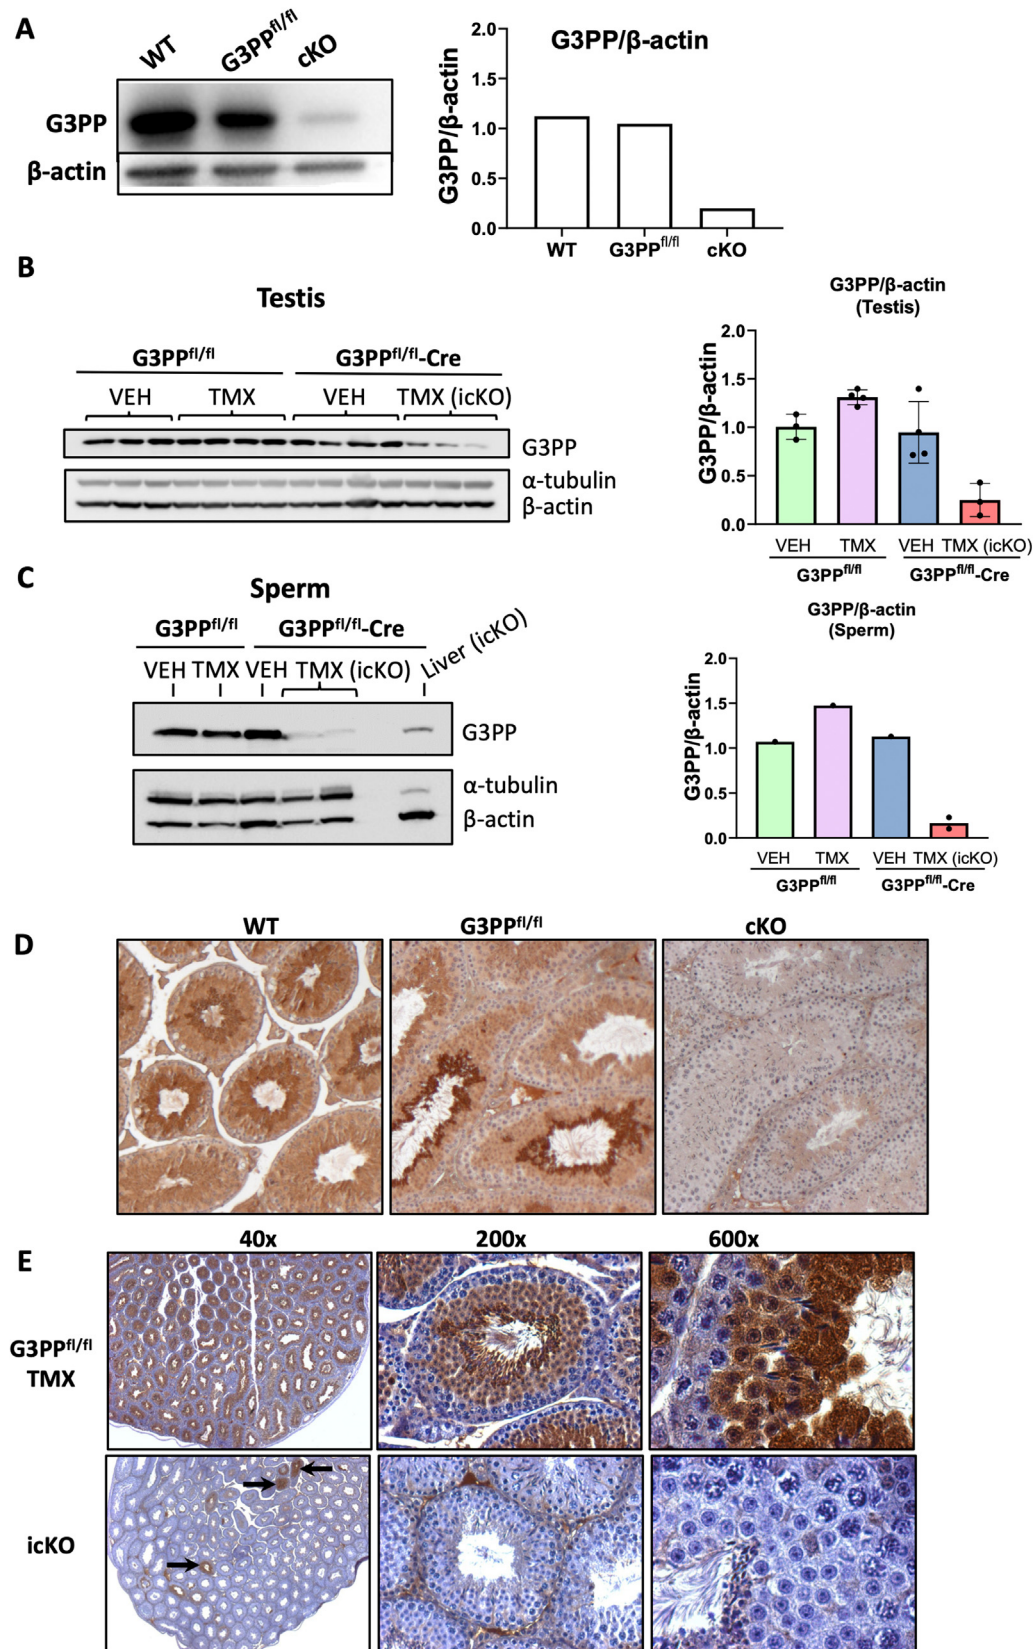 A
WT
G3PPfl/fl
cKO
G3PP
β-actin
G3PP/β-actin
G3PP/β-actin
2.0
1.5
1.0
0.5
0.0
WT
G3PPfl/fl
cKO
B
Testis
G3PPfl/fl
G3PPfl/fl-Cre
VEH
TMX
VEH
TMX (icKO)
G3PP
α-tubulin
β-actin
G3PP/β-actin
(Testis)
G3PP/β-actin
2.0
1.5
1.0
0.5
0.0
VEH
TMX
VEH
TMX (icKO)
G3PPfl/fl
G3PPfl/fl-Cre
C
Sperm
G3PPfl/fl
G3PPfl/fl-Cre
VEH
TMX
VEH
TMX (icKO)
Liver (icKO)
G3PP
α-tubulin
β-actin
G3PP/β-actin
(Sperm)
G3PP/β-actin
2.0
1.5
1.0
0.5
0.0
VEH
TMX
VEH
TMX (icKO)
G3PPfl/fl
G3PPfl/fl-Cre
D
WT
G3PPfl/fl
cKO
E
40x
200x
600x
G3PPfl/fl
TMX
icKO